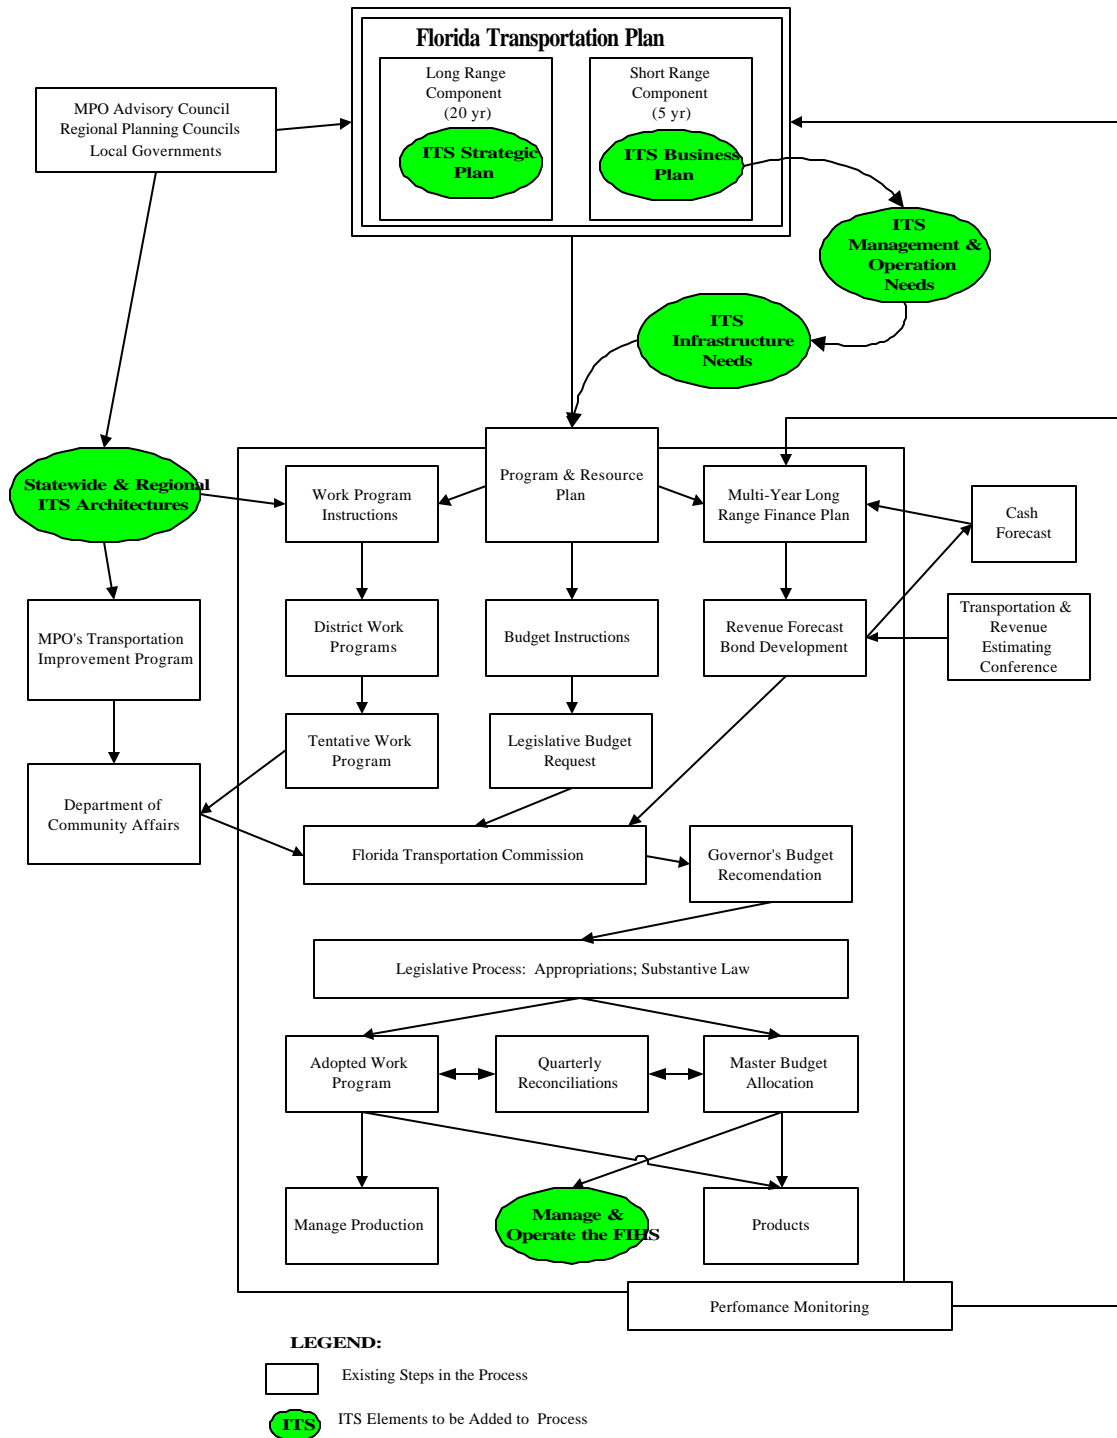 Florida Transportation Plan
Long Range
Component
(20 yr)
ITS Strategic
Plan
Short Range
Component
(5 yr)
ITS Business
Plan
MPO Advisory Council
Regional Planning Councils
Local Governments
ITS
Management &
Operation
Needs
ITS
Infrastructure
Needs
Statewide & Regional
ITS Architectures
Work Program
Instructions
Program & Resource
Plan
Multi-Year Long
Range Finance Plan
Cash
Forecast
MPO's Transportation
Improvement Program
District Work
Programs
Budget Instructions
Revenue Forecast
Bond Development
Transportation &
Revenue
Estimating
Conference
Tentative Work
Program
Legislative Budget
Request
Department of
Community Affairs
Florida Transportation Commission
Governor's Budget
Recomendation
Legislative Process: Appropriations; Substantive Law
Adopted Work
Program
Quarterly
Reconciliations
Master Budget
Allocation
Manage Production
Manage &
Operate the FIHS
Products
Perfomance Monitoring
LEGEND:
Existing Steps in the Process
ITS
ITS Elements to be Added to Process